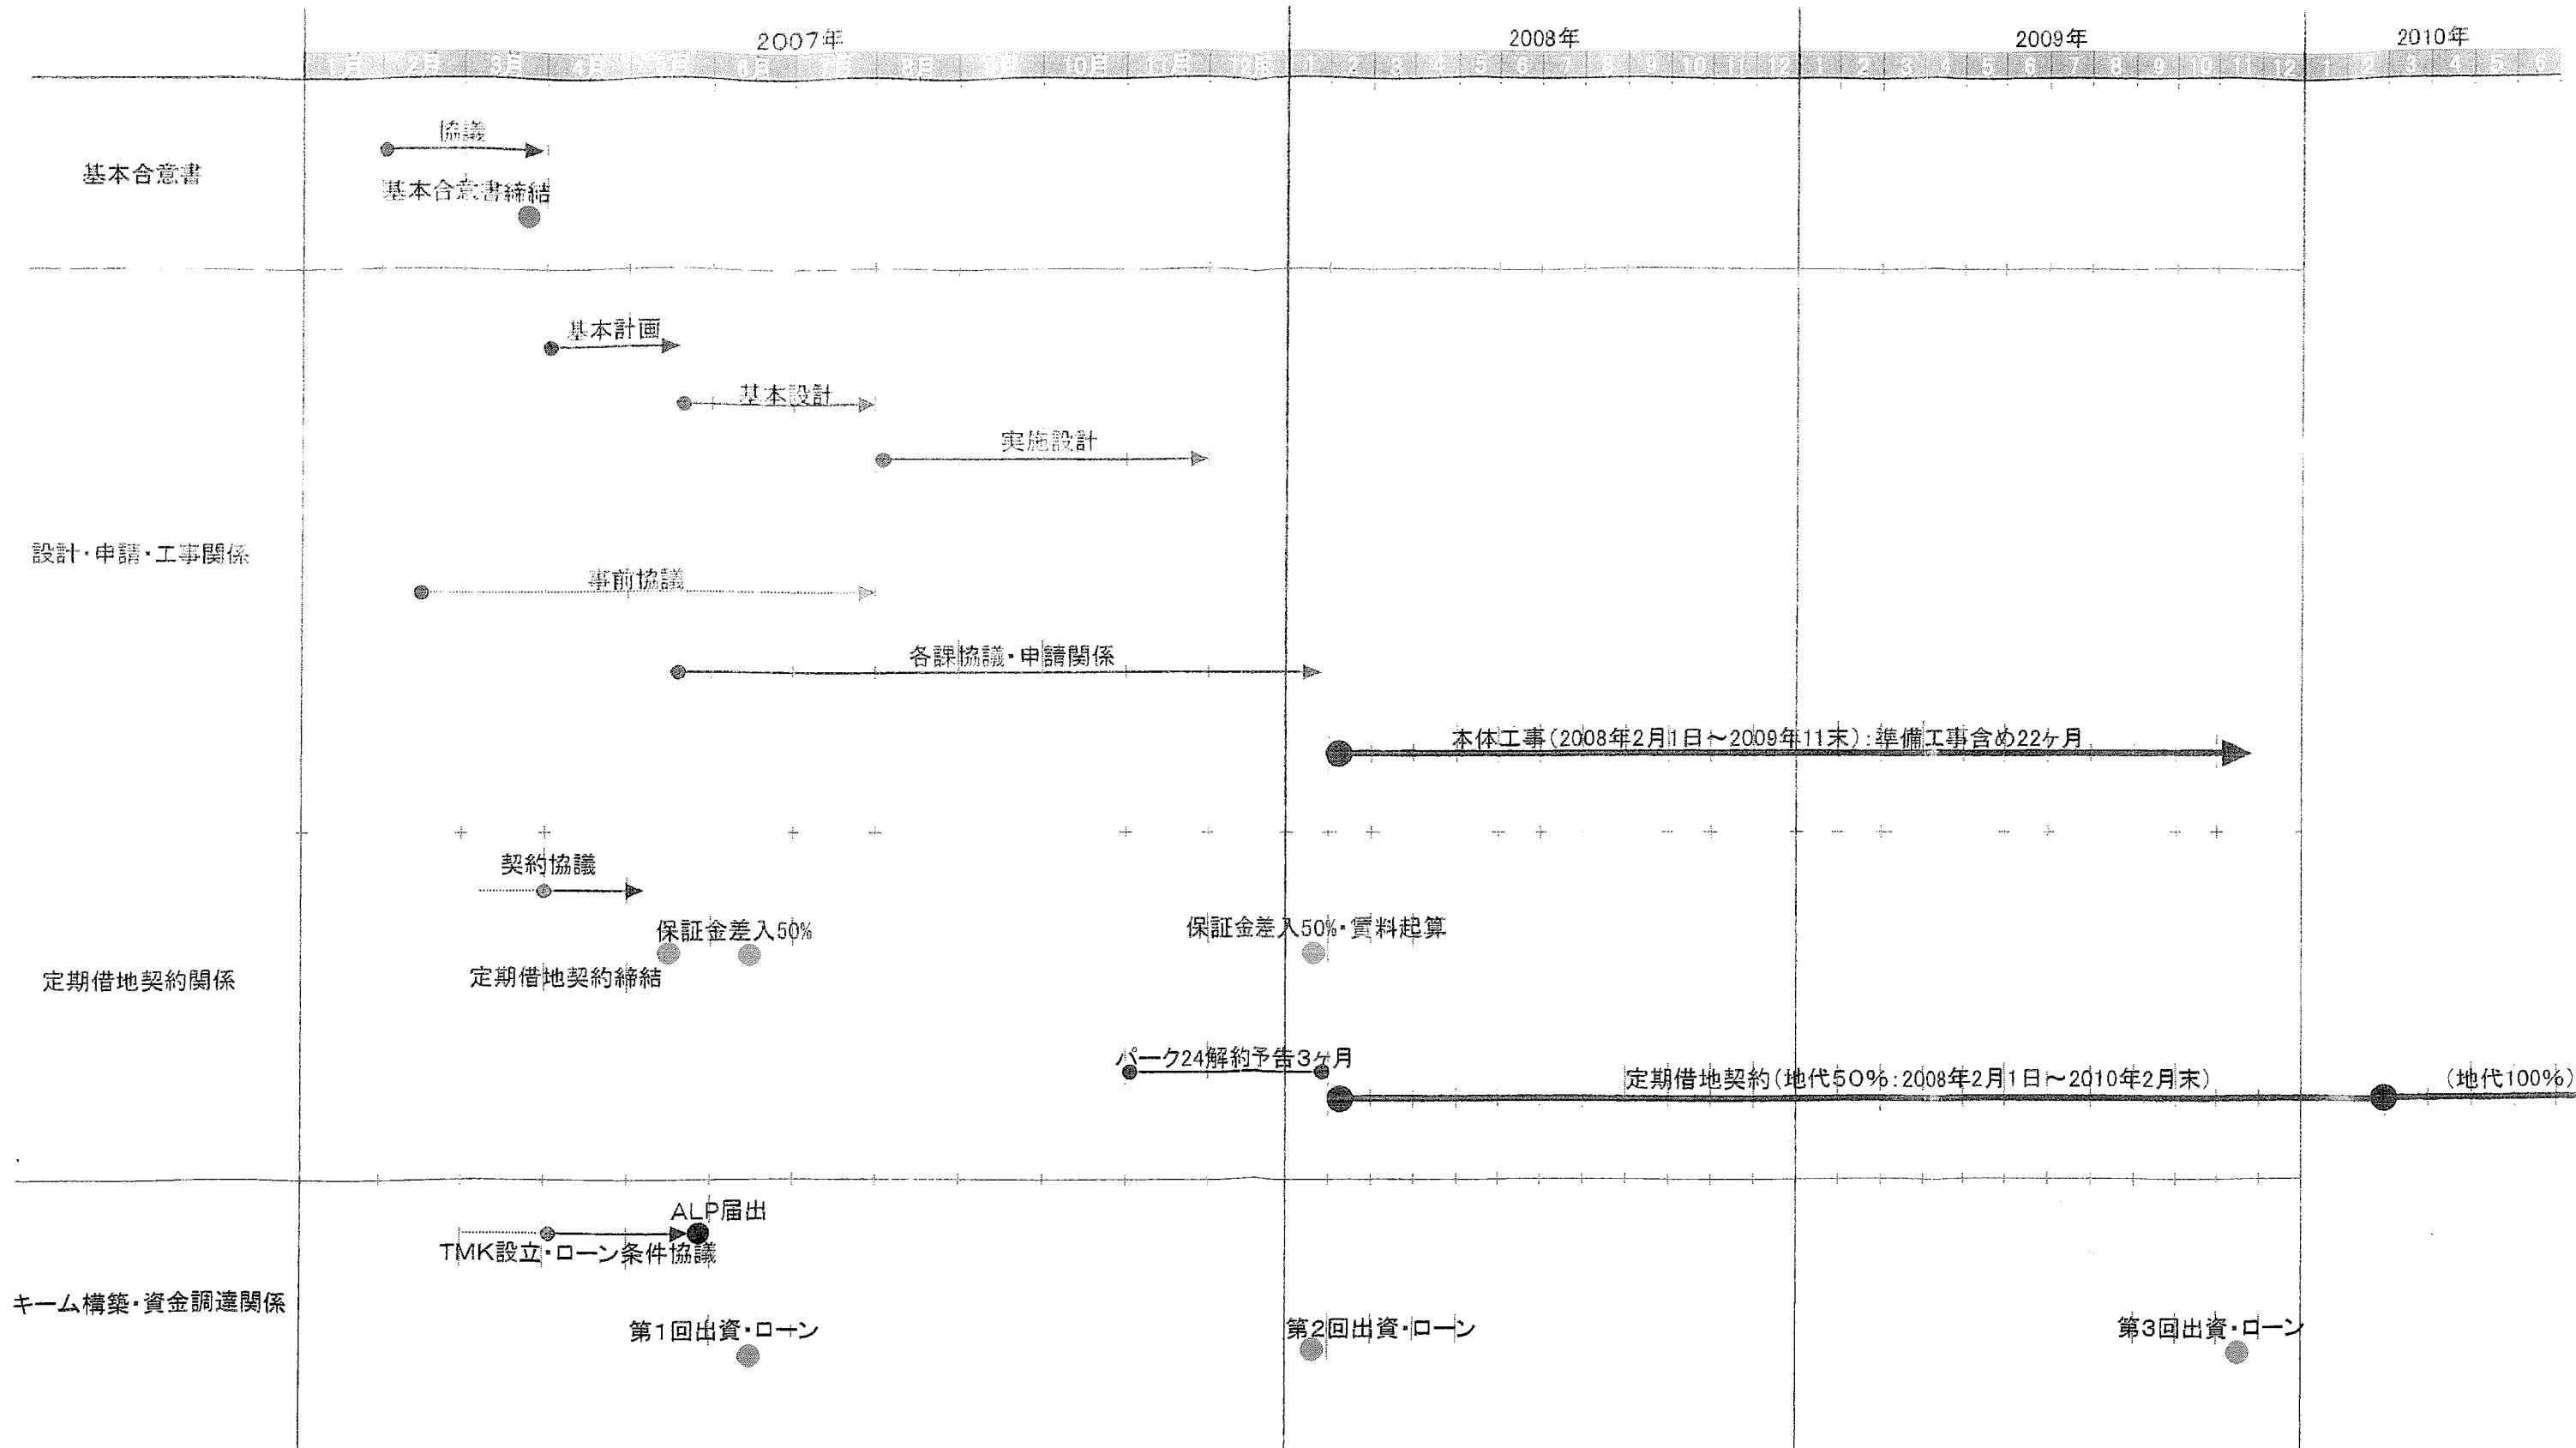 2007年 2008年 2009年 2010年
1月 2月 3月 4月 5月 6月 7月 8月 9月 10月 11月 12月 1 2 3 4 5 6 7 8 9 10 11 12 1 2 3 4 5 6 7 8 9 10 11 12 1 2 3 4 5 6
基本合意書
協議
基本合意書締結
設計・申請・工事関係
基本計画
基本設計
実施設計
事前協議
各課協議・申請関係
本体工事(2008年2月1日～2009年11末):準備工事含め22ヶ月
定期借地契約関係
契約協議
保証金差入50%
定期借地契約締結
保証金差入50%・賃料起算
パーク24解約予告3ヶ月
定期借地契約(地代50%:2008年2月1日～2010年2月末)
(地代100%)
キーム構築・資金調達関係
ALP届出
TMK設立・ローン条件協議
第1回出資・ローン
第2回出資・ローン
第3回出資・ローン